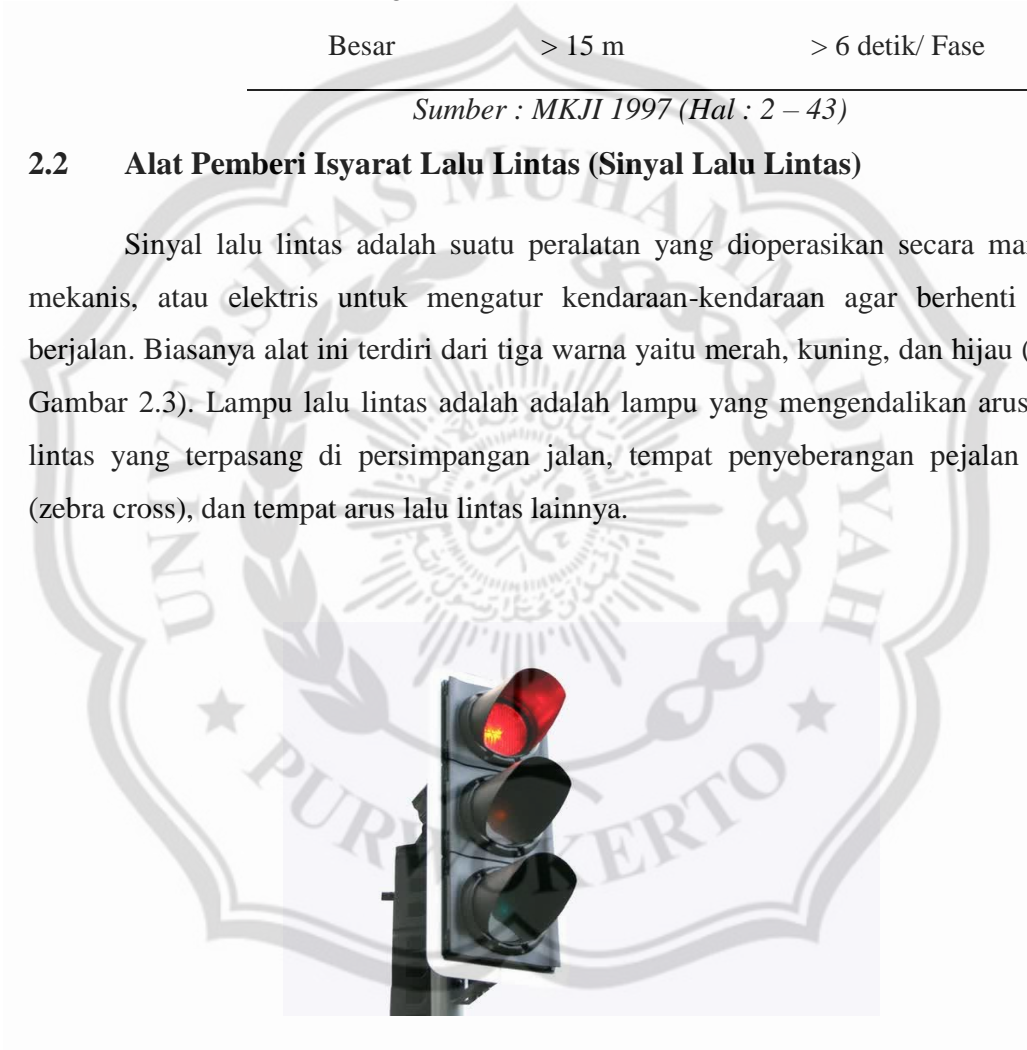 Besar > 15 m > 6 detik/ Fase
Sumber : MKJI 1997 (Hal : 2 – 43)
2.2 Alat Pemberi Isyarat Lalu Lintas (Sinyal Lalu Lintas)
Sinyal lalu lintas adalah suatu peralatan yang dioperasikan secara
mekanis, atau elektris untuk mengatur kendaraan-kendaraan agar berhenti
berjalan. Biasanya alat ini terdiri dari tiga warna yaitu merah, kuning, dan hijau (
Gambar 2.3). Lampu lalu lintas adalah adalah lampu yang mengendalikan arus
lintas yang terpasang di persimpangan jalan, tempat penyeberangan pejalan
(zebra cross), dan tempat arus lalu lintas lainnya.
UNIVERSITAS MUHAMMADIYAH
PURWOKERTO